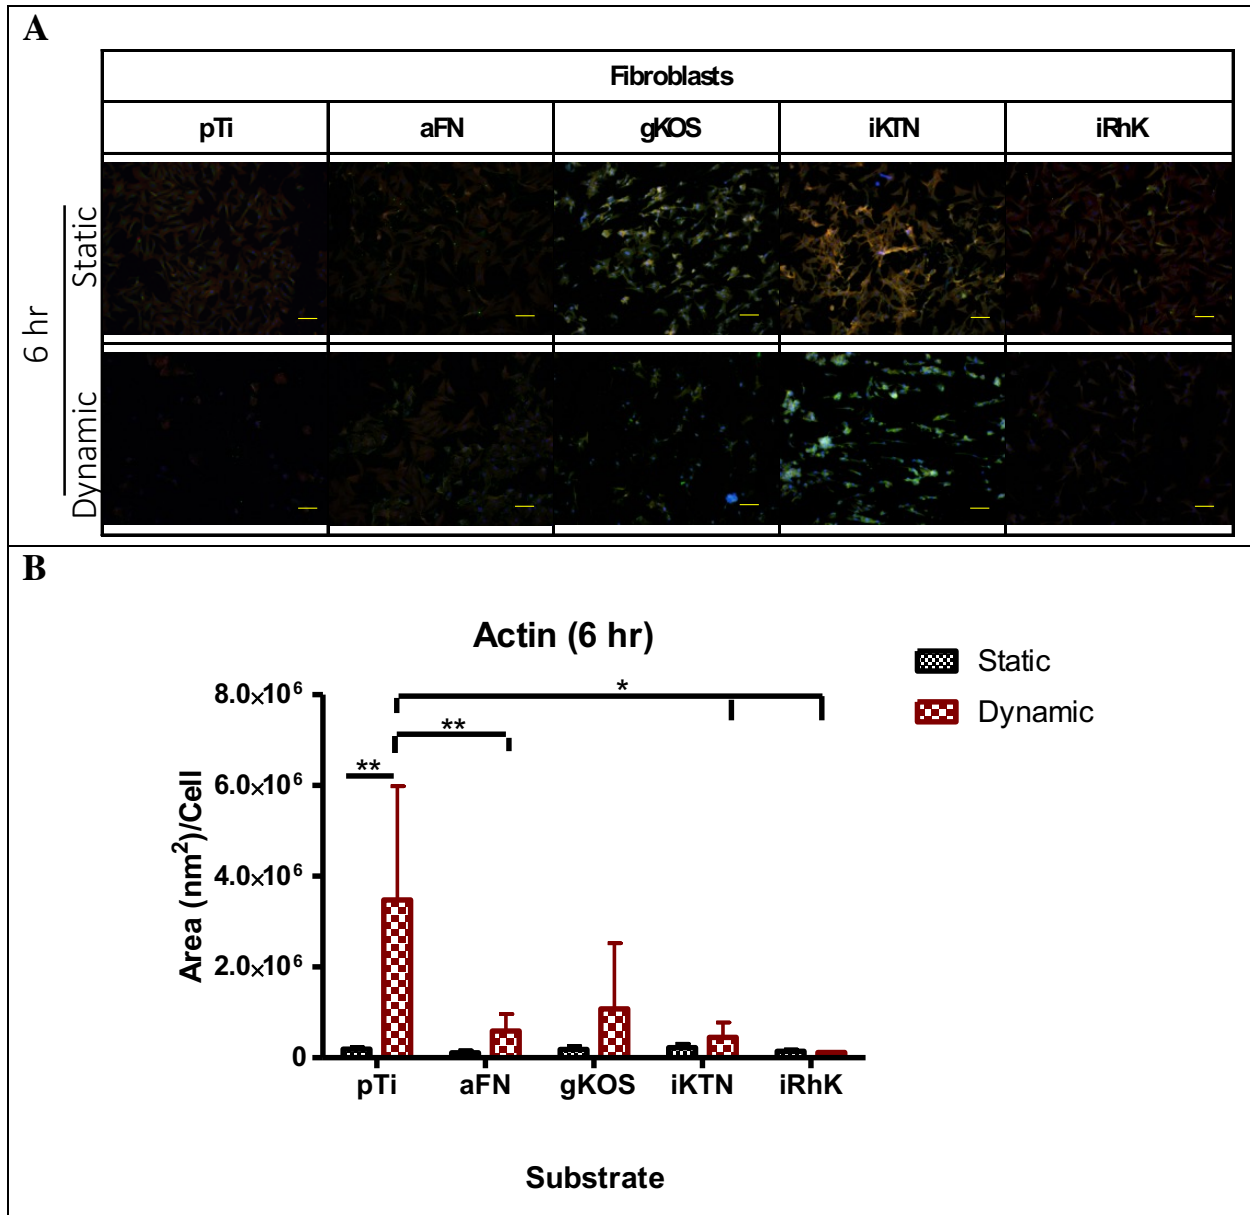 A
Fibroblasts
pTi aFN gKOS iKTN iRhK
6 hr
Static
Dynamic
B
Actin (6 hr)
Static
Dynamic
Area (nm²)/Cell
8.0×10⁶
6.0×10⁶
4.0×10⁶
2.0×10⁶
0
*
**
**
pTi aFN gKOS iKTN iRhK
Substrate